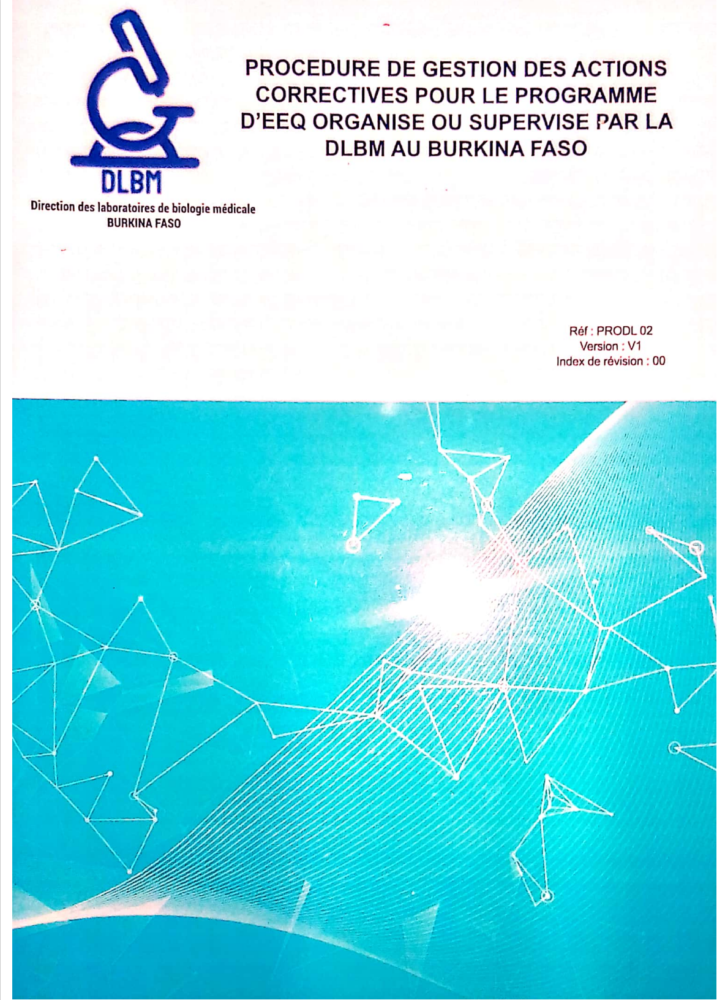 PROCEDURE DE GESTION DES ACTIONS
CORRECTIVES POUR LE PROGRAMME
D'EEQ ORGANISE OU SUPERVISE PAR LA
DLBM AU BURKINA FASO
DLBM
Direction des laboratoires de biologie médicale
BURKINA FASO
Réf : PRODL 02
Version : V1
Index de révision : 00